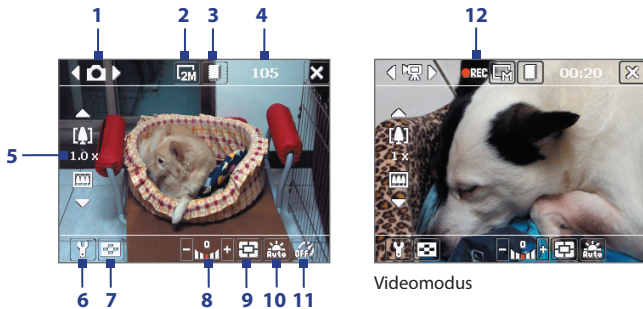 1 2 3 4 12
2M 105
REC M 00:20
5 1.0 x
1 x
- 0 + Auto OFF
- 0 + Auto
6 7 8 9 10 11
Videomodus